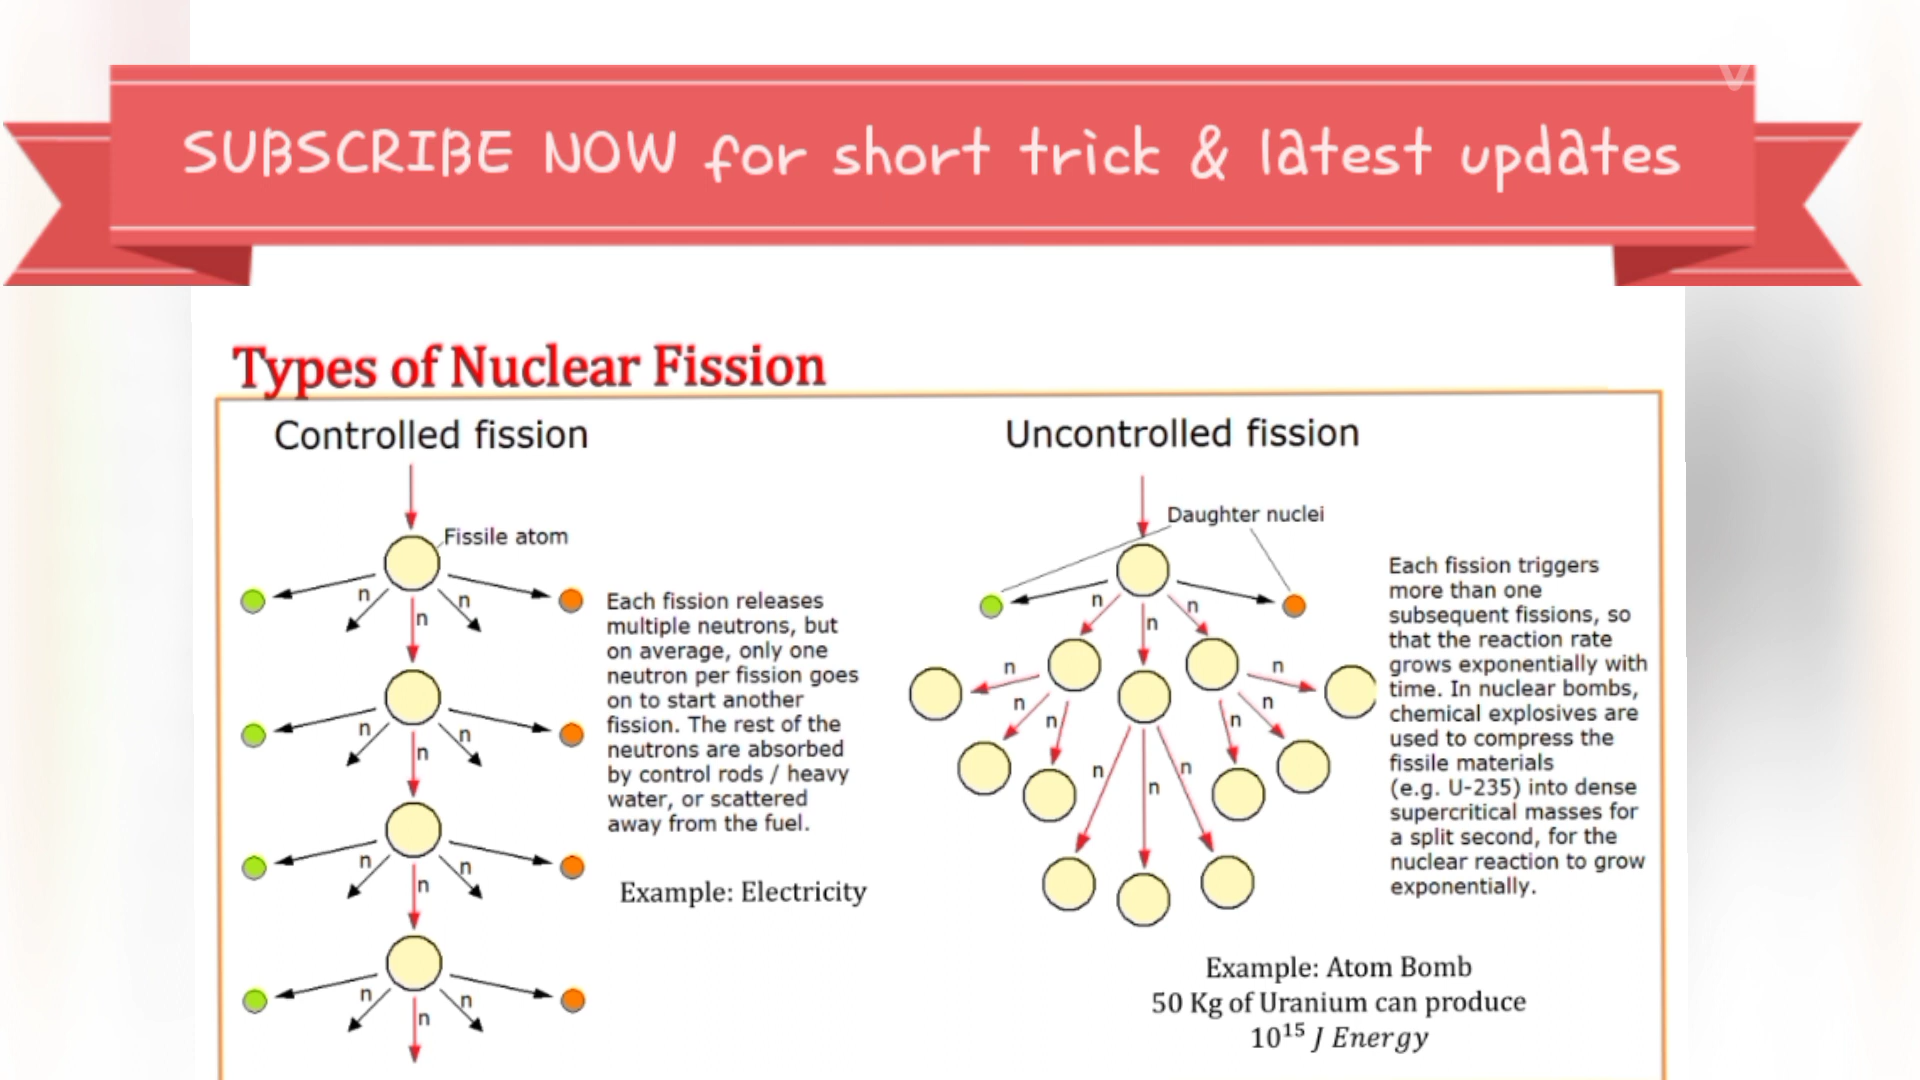 V
SUBSCRIBE NOW for short trick & latest updates
Types of Nuclear Fission
Controlled fission
Fissile atom
n
n
n
n
n
n
n
n
n
n
n
n
Each fission releases
multiple neutrons, but
on average, only one
neutron per fission goes
on to start another
fission. The rest of the
neutrons are absorbed
by control rods / heavy
water, or scattered
away from the fuel.
Example: Electricity
Uncontrolled fission
Daughter nuclei
n
n
n
n
n
n
n
n
n
n
n
n
Each fission triggers
more than one
subsequent fissions, so
that the reaction rate
grows exponentially with
time. In nuclear bombs,
chemical explosives are
used to compress the
fissile materials
(e.g. U-235) into dense
supercritical masses for
a split second, for the
nuclear reaction to grow
exponentially.
Example: Atom Bomb
50 Kg of Uranium can produce
10¹⁵ J Energy